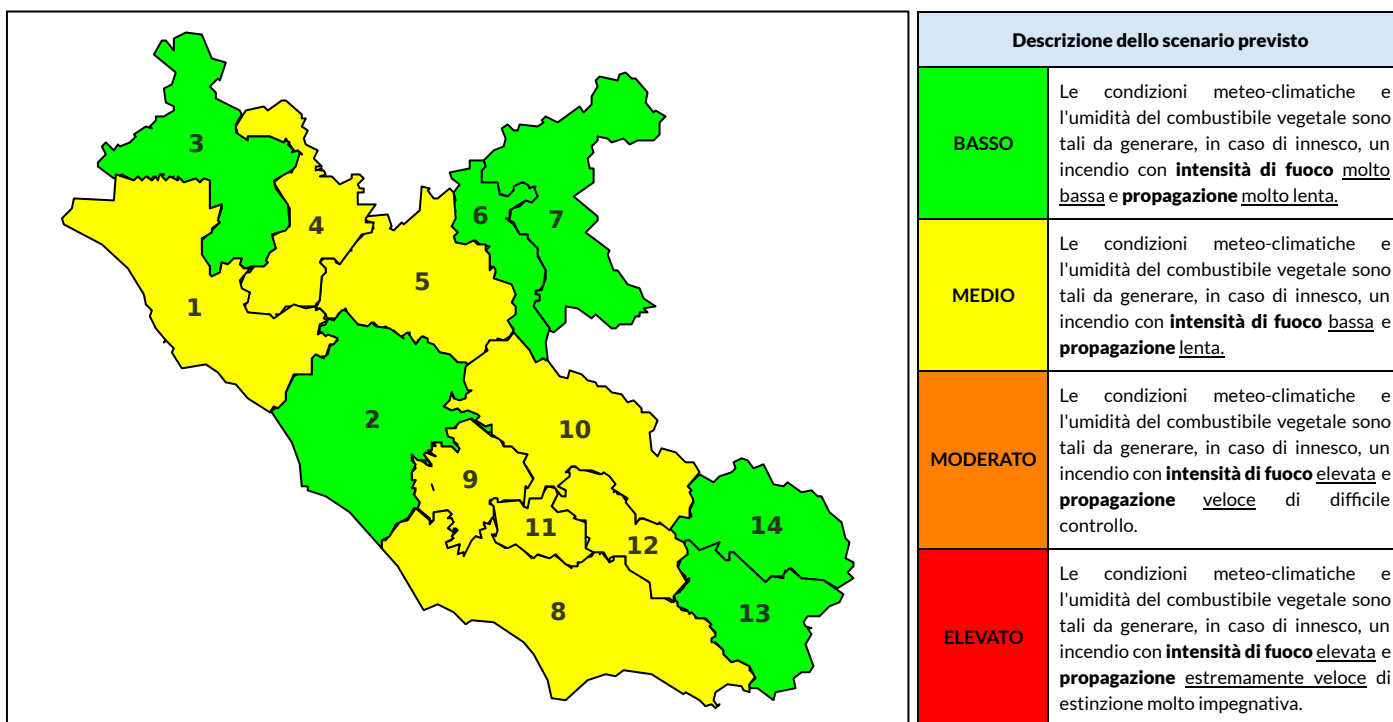 3
4
6
7
5
1
2
10
9
14
11
12
8
13
Descrizione dello scenario previsto
BASSO
Le condizioni meteo-climatiche e
l'umidità del combustibile vegetale sono
tali da generare, in caso di innesco, un
incendio con intensità di fuoco molto
bassa e propagazione molto lenta.
MEDIO
Le condizioni meteo-climatiche e
l'umidità del combustibile vegetale sono
tali da generare, in caso di innesco, un
incendio con intensità di fuoco bassa e
propagazione lenta.
MODERATO
Le condizioni meteo-climatiche e
l'umidità del combustibile vegetale sono
tali da generare, in caso di innesco, un
incendio con intensità di fuoco elevata e
propagazione veloce di difficile
controllo.
ELEVATO
Le condizioni meteo-climatiche e
l'umidità del combustibile vegetale sono
tali da generare, in caso di innesco, un
incendio con intensità di fuoco elevata e
propagazione estremamente veloce di
estinzione molto impegnativa.